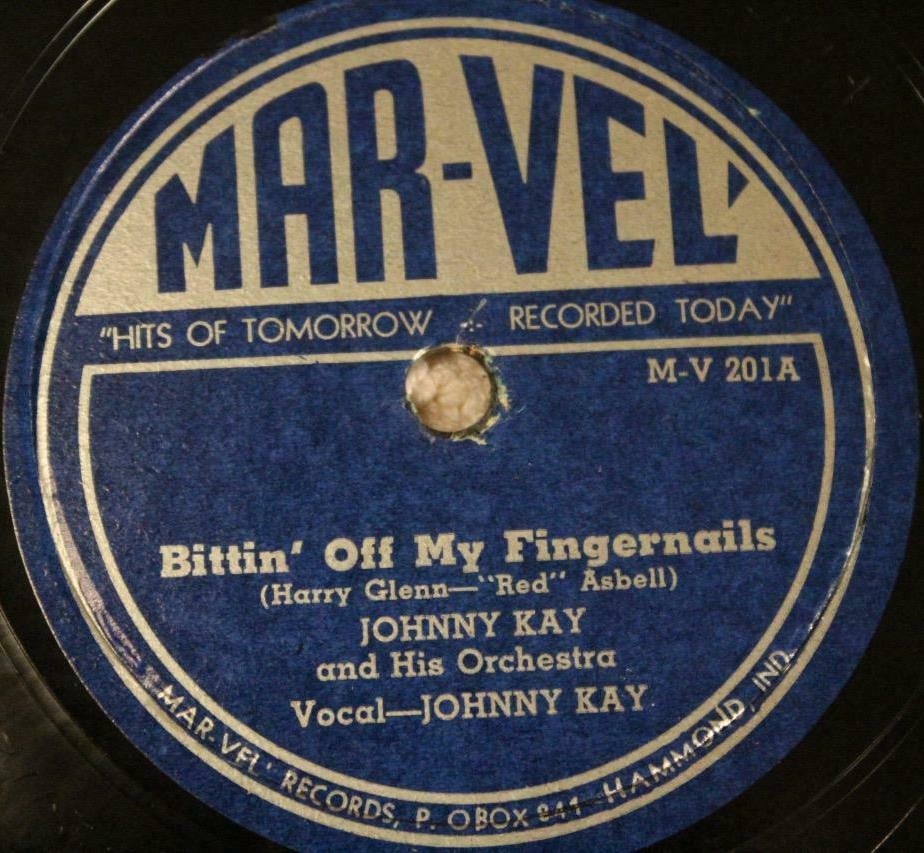 MAR-VEL'
"HITS OF TOMORROW -:- RECORDED TODAY"
M-V 201A
Bittin' Off My Fingernails
(Harry Glenn—"Red" Asbell)
JOHNNY KAY
and His Orchestra
Vocal—JOHNNY KAY
MAR-VEL' RECORDS, P. O BOX 844 HAMMOND, IND.